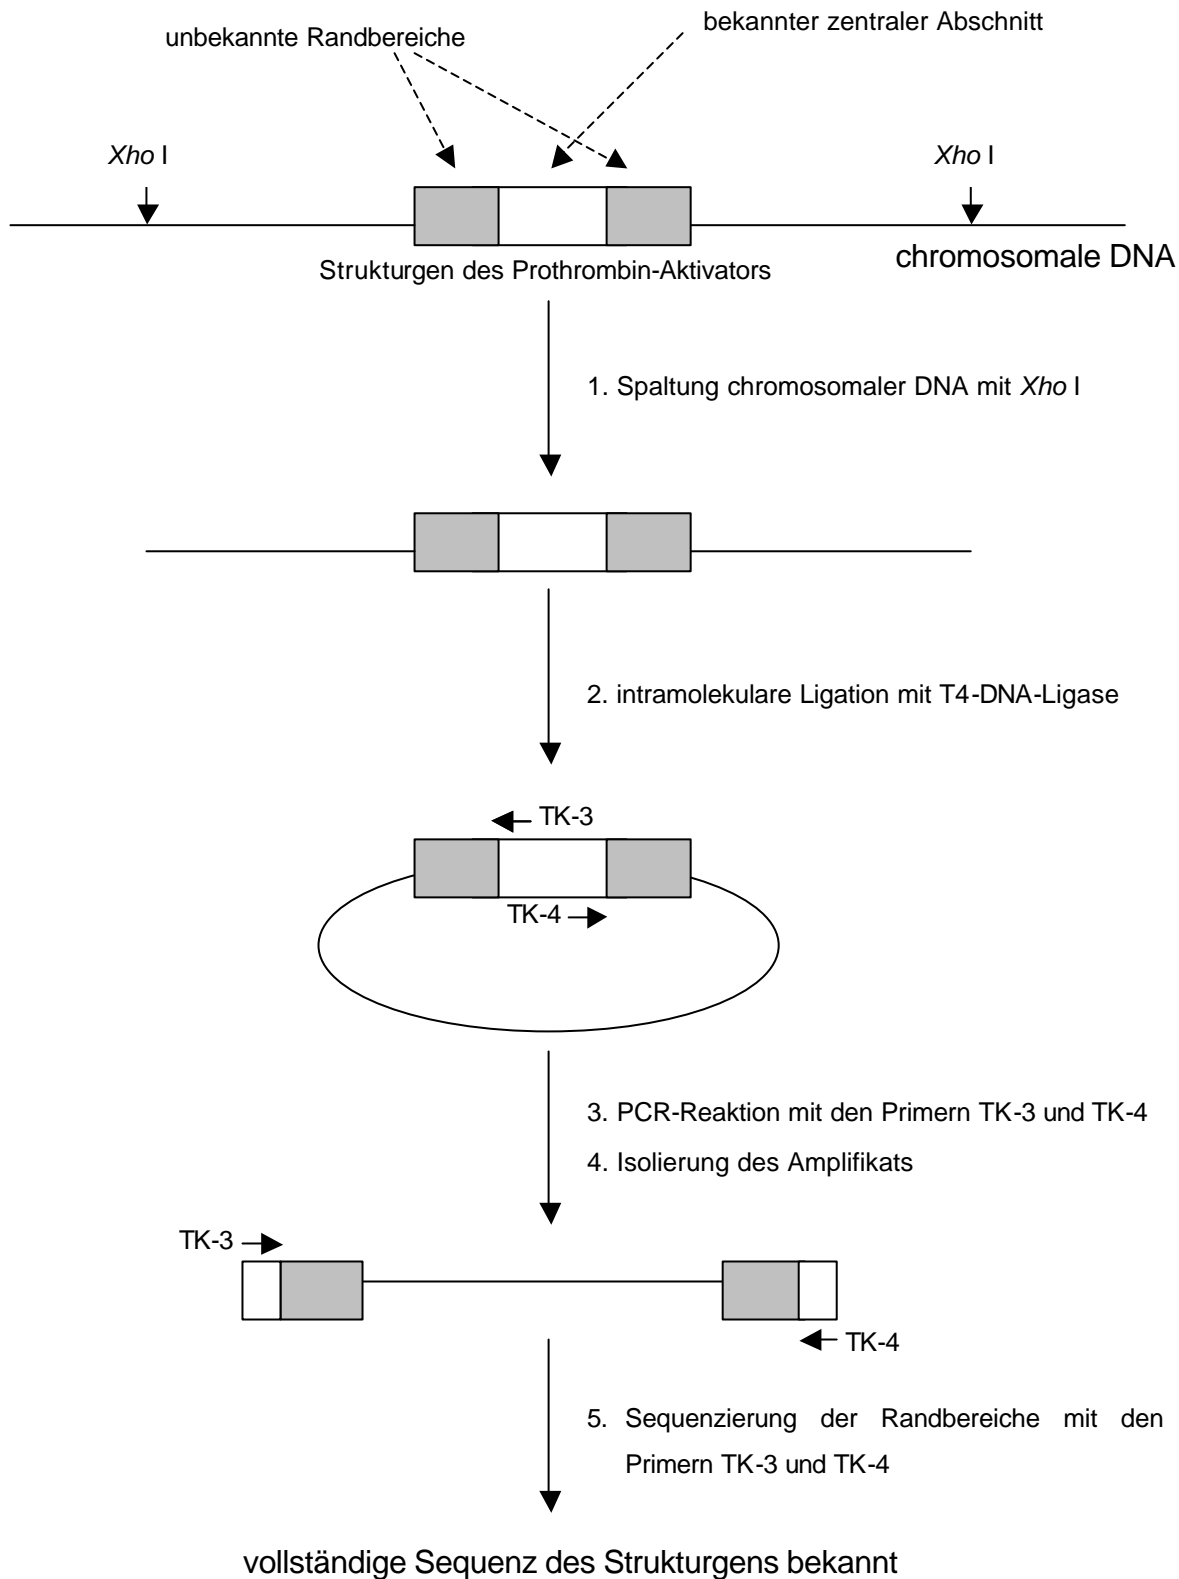 unbekannte Randbereiche
bekannter zentraler Abschnitt
Xho I
Xho I
chromosomale DNA
Strukturgen des Prothrombin-Aktivators
1. Spaltung chromosomaler DNA mit Xho I
2. intramolekulare Ligation mit T4-DNA-Ligase
TK-3
TK-4
3. PCR-Reaktion mit den Primern TK-3 und TK-4
4. Isolierung des Amplifikats
TK-3
TK-4
5. Sequenzierung der Randbereiche mit den
Primern TK-3 und TK-4
vollständige Sequenz des Strukturgens bekannt